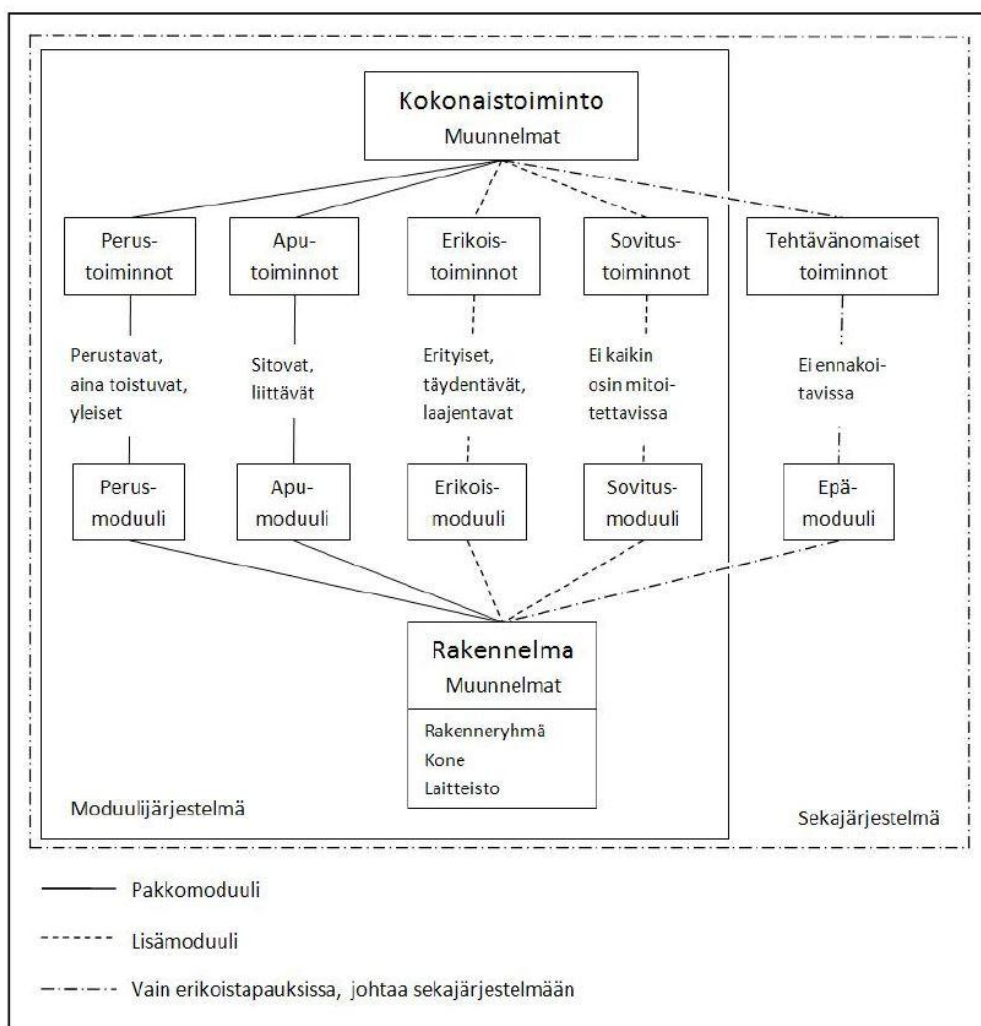 Kokonaistoiminto
Muunnelmat
Perus-
toiminnot
Apu-
toiminnot
Erikois-
toiminnot
Sovitus-
toiminnot
Tehtävänomaiset
toiminnot
Perustavat,
aina toistuvat,
yleiset
Sitovat,
liittävät
Erityiset,
täydentävät,
laajentavat
Ei kaikin
osin mitoi-
tettavissa
Ei ennakoi-
tavissa
Perus-
moduuli
Apu-
moduuli
Erikois-
moduuli
Sovitus-
moduuli
Epä-
moduuli
Rakennelma
Muunnelmat
Rakenneryhmä
Kone
Laitteisto
Moduulijärjestelmä
Sekajärjestelmä
Pakkomoduuli
Lisämoduuli
Vain erikoistapauksissa, johtaa sekajärjestelmään